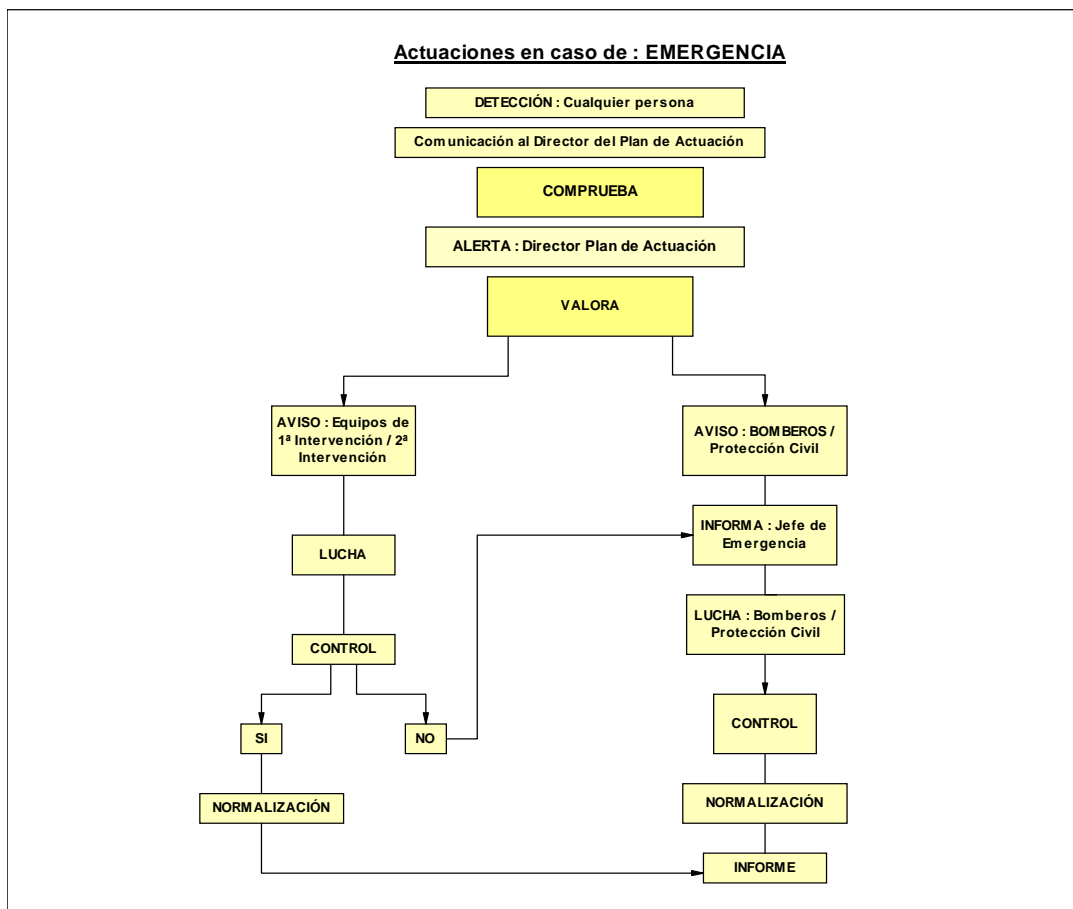 Actuaciones en caso de : EMERGENCIA
DETECCIÓN : Cualquier persona
Comunicación al Director del Plan de Actuación
COMPRUEBA
ALERTA : Director Plan de Actuación
VALORA
AVISO : Equipos de
1ª Intervención / 2ª
Intervención
LUCHA
CONTROL
SI
NO
NORMALIZACIÓN
AVISO : BOMBEROS /
Protección Civil
INFORMA : Jefe de
Emergencia
LUCHA : Bomberos /
Protección Civil
CONTROL
NORMALIZACIÓN
INFORME